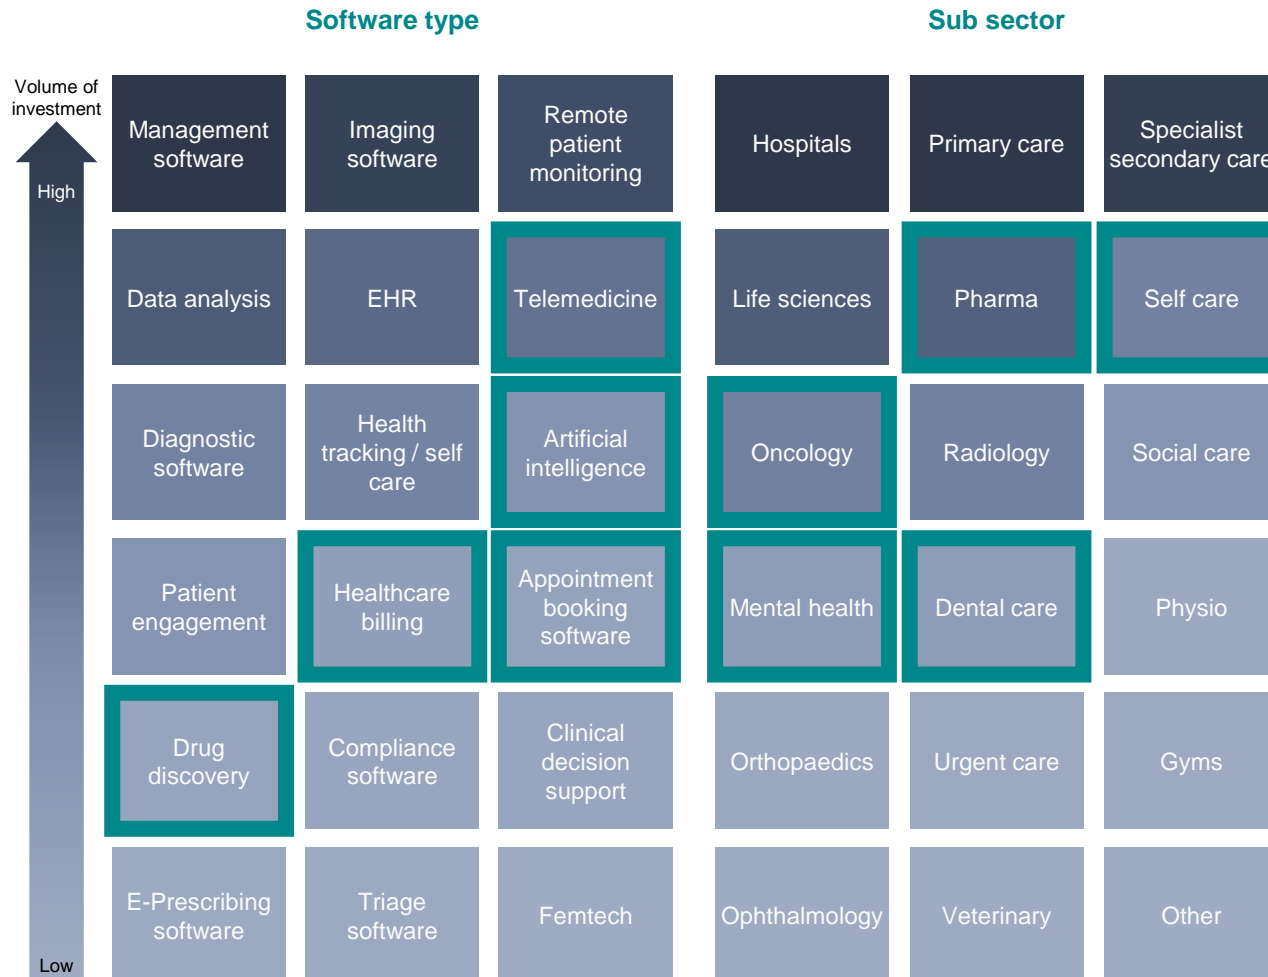 Software type
Sub sector
Volume of
investment
High
Low
Management
software
Imaging
software
Remote
patient
monitoring
Hospitals
Primary care
Specialist
secondary care
Data analysis
EHR
Telemedicine
Life sciences
Pharma
Self care
Diagnostic
software
Health
tracking / self
care
Artificial
intelligence
Oncology
Radiology
Social care
Patient
engagement
Healthcare
billing
Appointment
booking
software
Mental health
Dental care
Physio
Drug
discovery
Compliance
software
Clinical
decision
support
Orthopaedics
Urgent care
Gyms
E-Prescribing
software
Triage
software
Femtech
Ophthalmology
Veterinary
Other